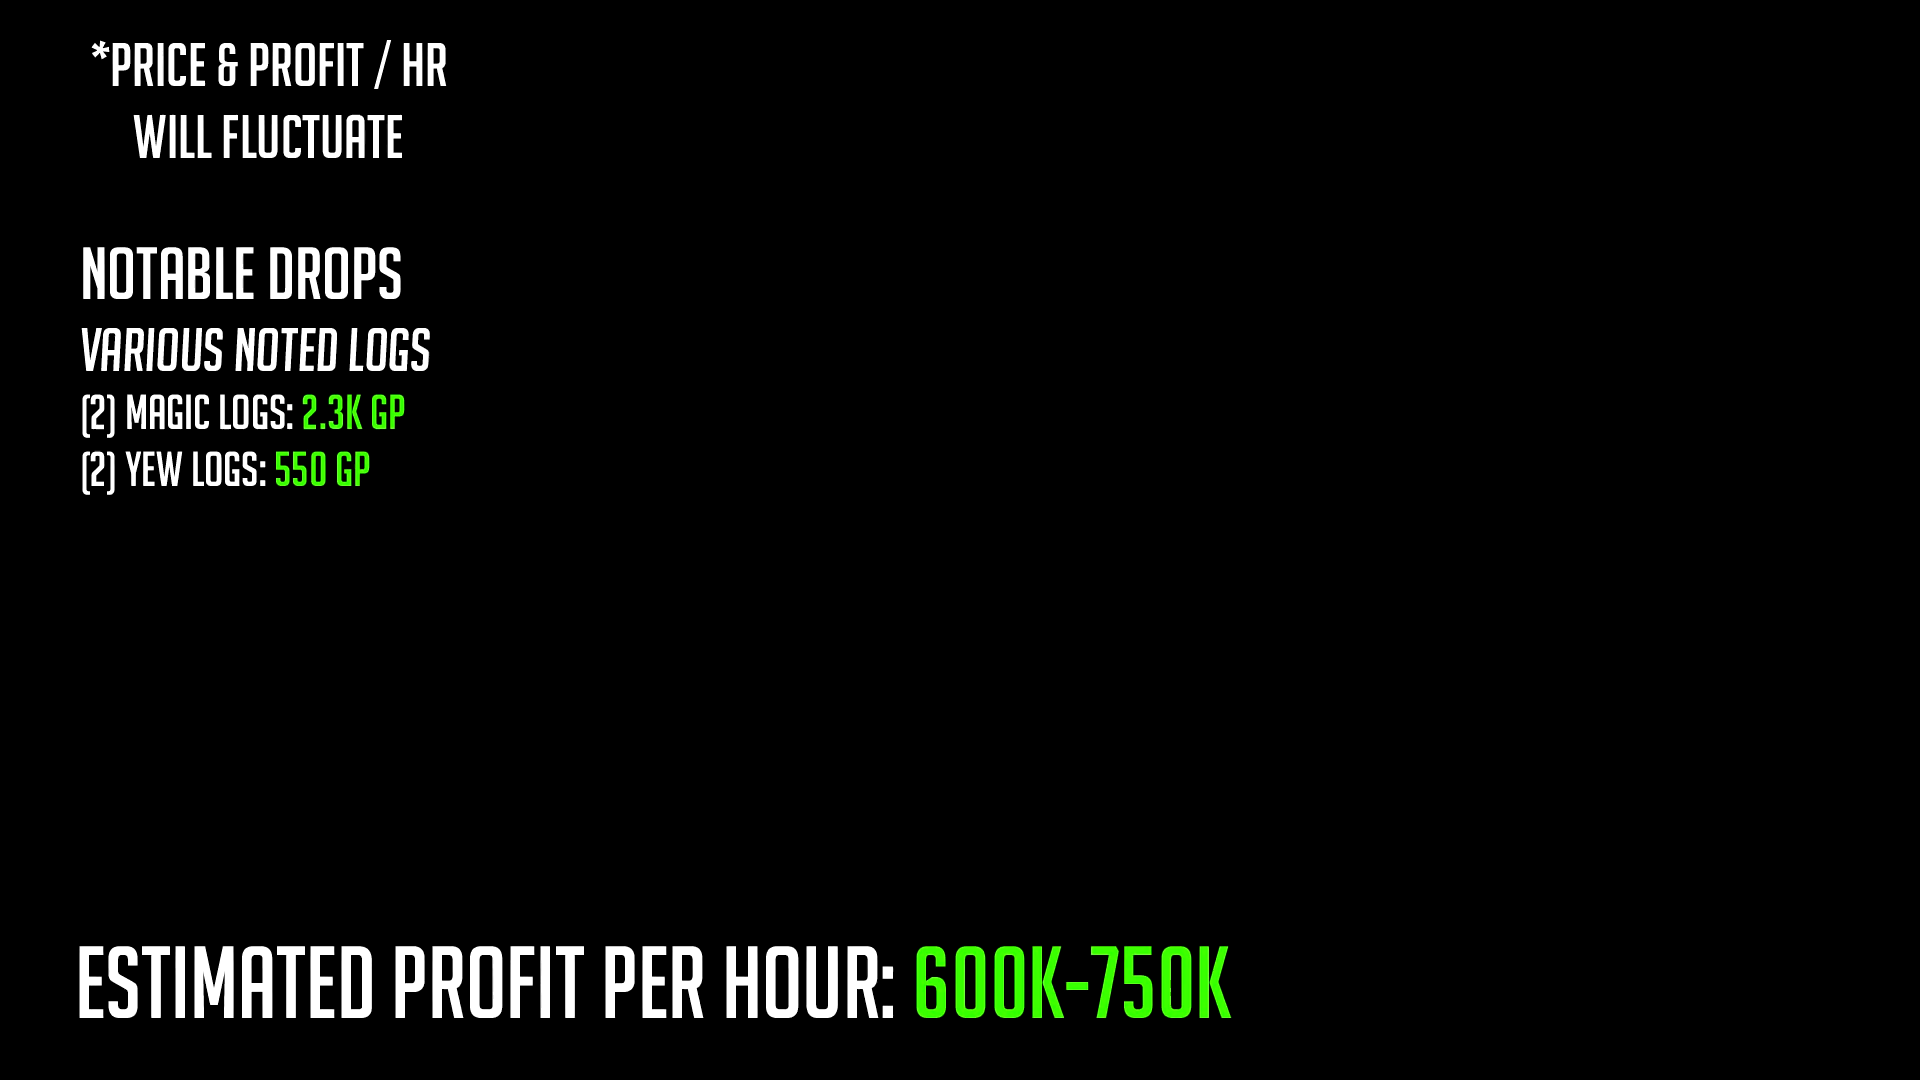 *PRICE & PROFIT / HR
WILL FLUCTUATE
NOTABLE DROPS
VARIOUS NOTED LOGS
(2) MAGIC LOGS: 2.3K GP
(2) YEW LOGS: 550 GP
ESTIMATED PROFIT PER HOUR: 600K-750K